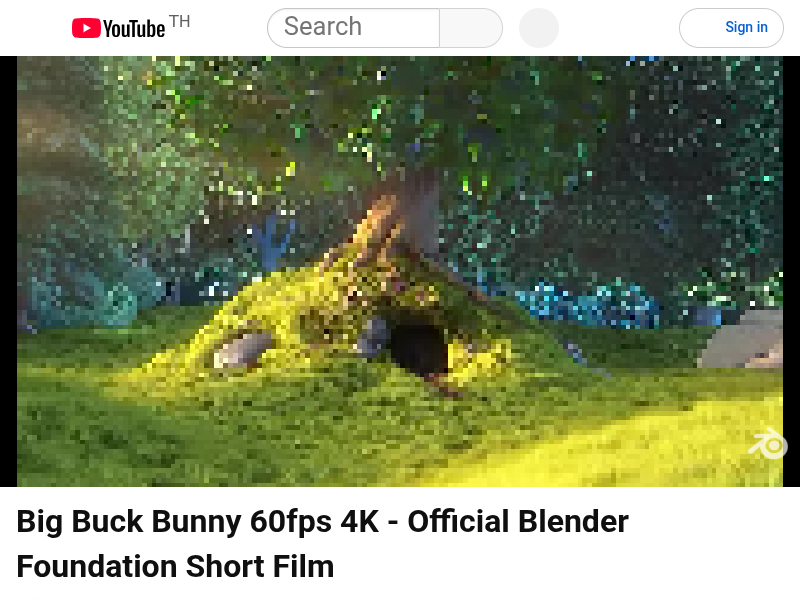 YouTube TH
Search
Sign in
Big Buck Bunny 60fps 4K - Official Blender
Foundation Short Film